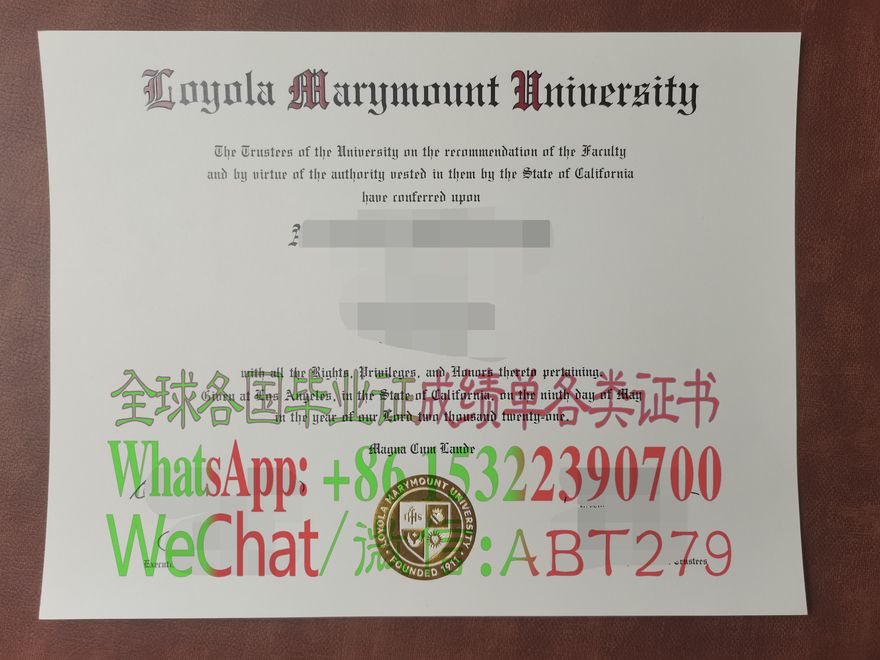 Loyola Marymount University
The Trustees of the University on the recommendation of the Faculty
and by virtue of the authority vested in them by the State of California
have conferred upon
with all the Rights, Privileges, and Honors thereto pertaining.
Given at Los Angeles, in the State of California, on the ninth day of May
全球各国毕业证成绩单各类证书
in the year of our Lord two thousand twenty-one.
Magna Cum Laude
WhatsApp: +86 15322390700
LOYOLA MARYMOUNT UNIVERSITY
IHS
WeChat/微信:ABT279
FOUNDED 1911